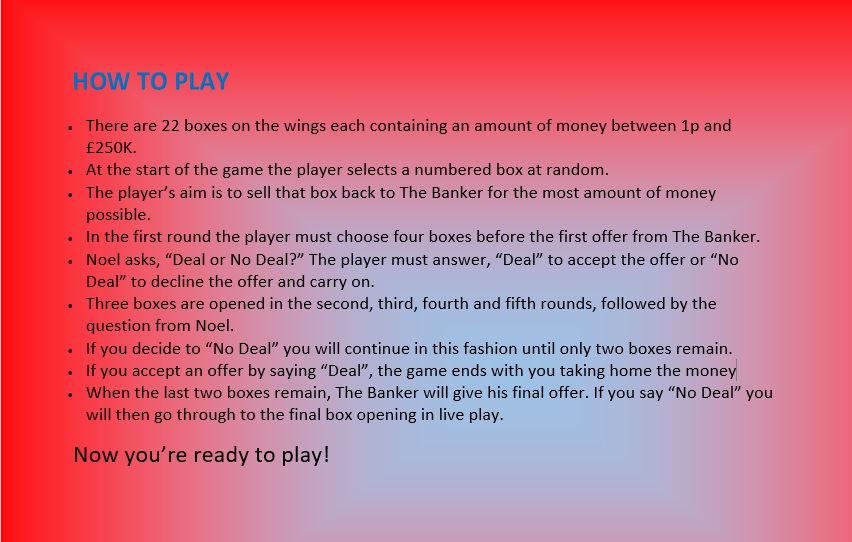 HOW TO PLAY
• There are 22 boxes on the wings each containing an amount of money between 1p and
£250K.
• At the start of the game the player selects a numbered box at random.
• The player’s aim is to sell that box back to The Banker for the most amount of money
possible.
• In the first round the player must choose four boxes before the first offer from The Banker.
• Noel asks, “Deal or No Deal?” The player must answer, “Deal” to accept the offer or “No
Deal” to decline the offer and carry on.
• Three boxes are opened in the second, third, fourth and fifth rounds, followed by the
question from Noel.
• If you decide to “No Deal” you will continue in this fashion until only two boxes remain.
• If you accept an offer by saying “Deal”, the game ends with you taking home the money
• When the last two boxes remain, The Banker will give his final offer. If you say “No Deal” you
will then go through to the final box opening in live play.
Now you’re ready to play!